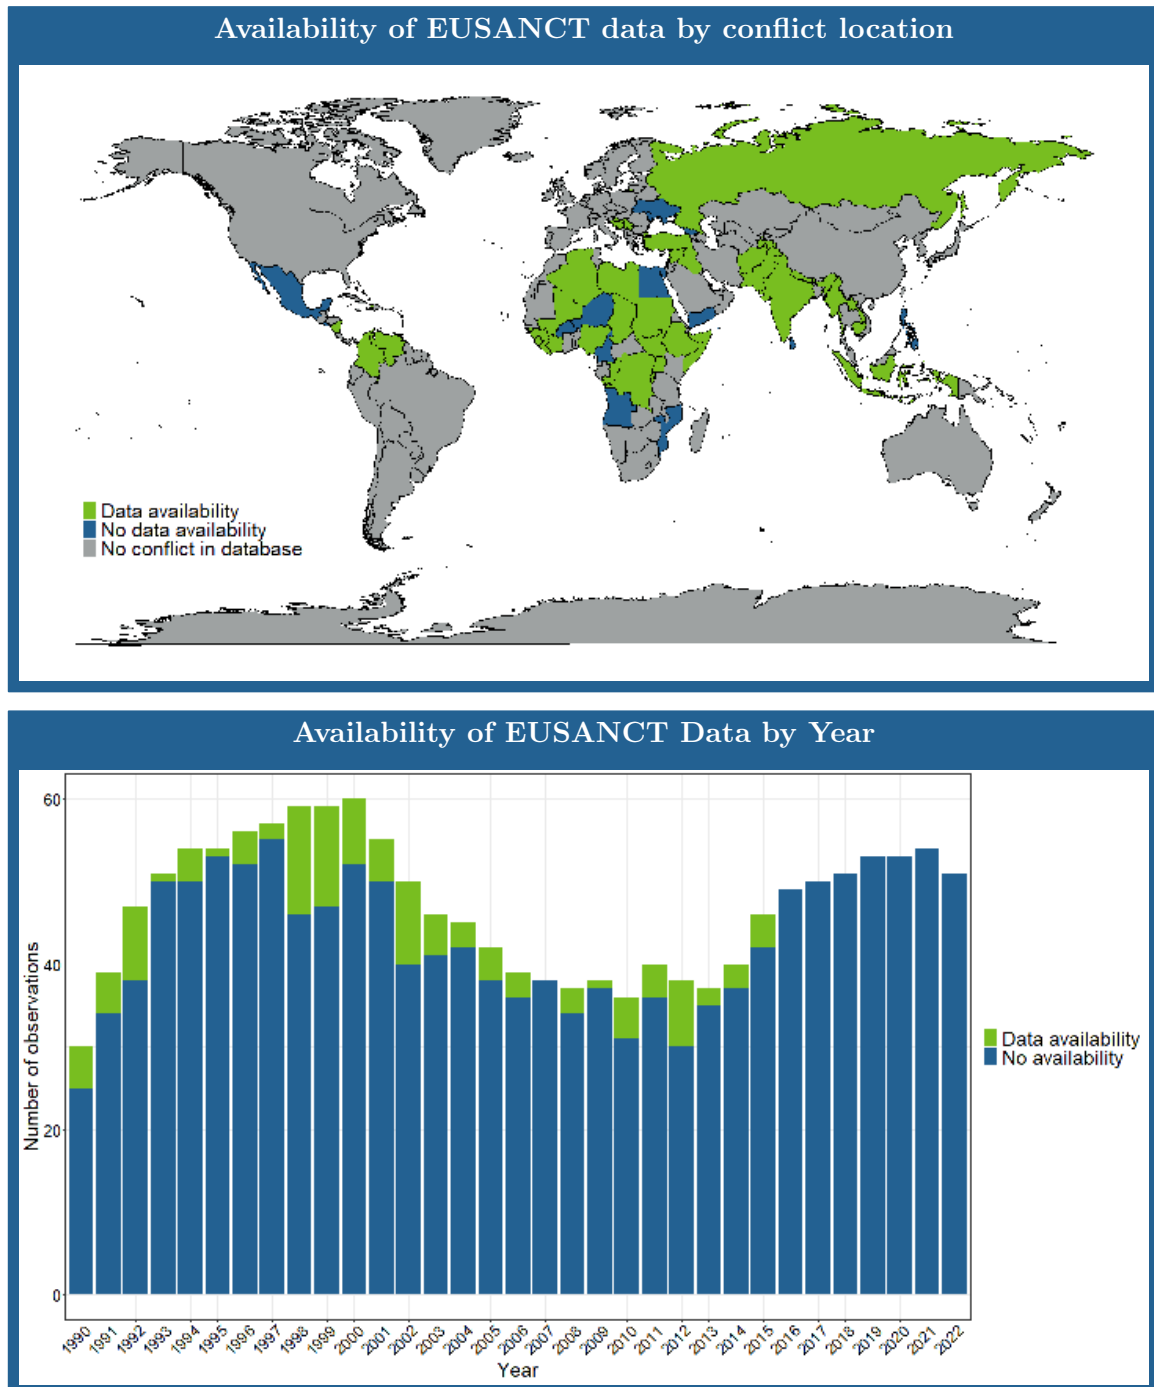 Availability of EUSANCT data by conflict location
Data availability
No data availability
No conflict in database
Availability of EUSANCT Data by Year
60
40
20
0
Number of observations
1990 1991 1992 1993 1994 1995 1996 1997 1998 1999 2000 2001 2002 2003 2004 2005 2006 2007 2008 2009 2010 2011 2012 2013 2014 2015 2016 2017 2018 2019 2020 2021 2022
Year
Data availability
No availability